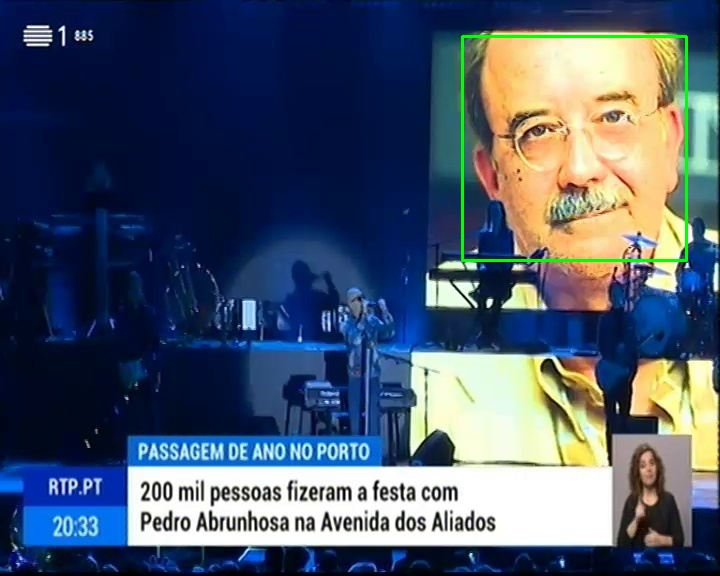 1 885
PASSAGEM DE ANO NO PORTO
RTP.PT
200 mil pessoas fizeram a festa com
20:33
Pedro Abrunhosa na Avenida dos Aliados